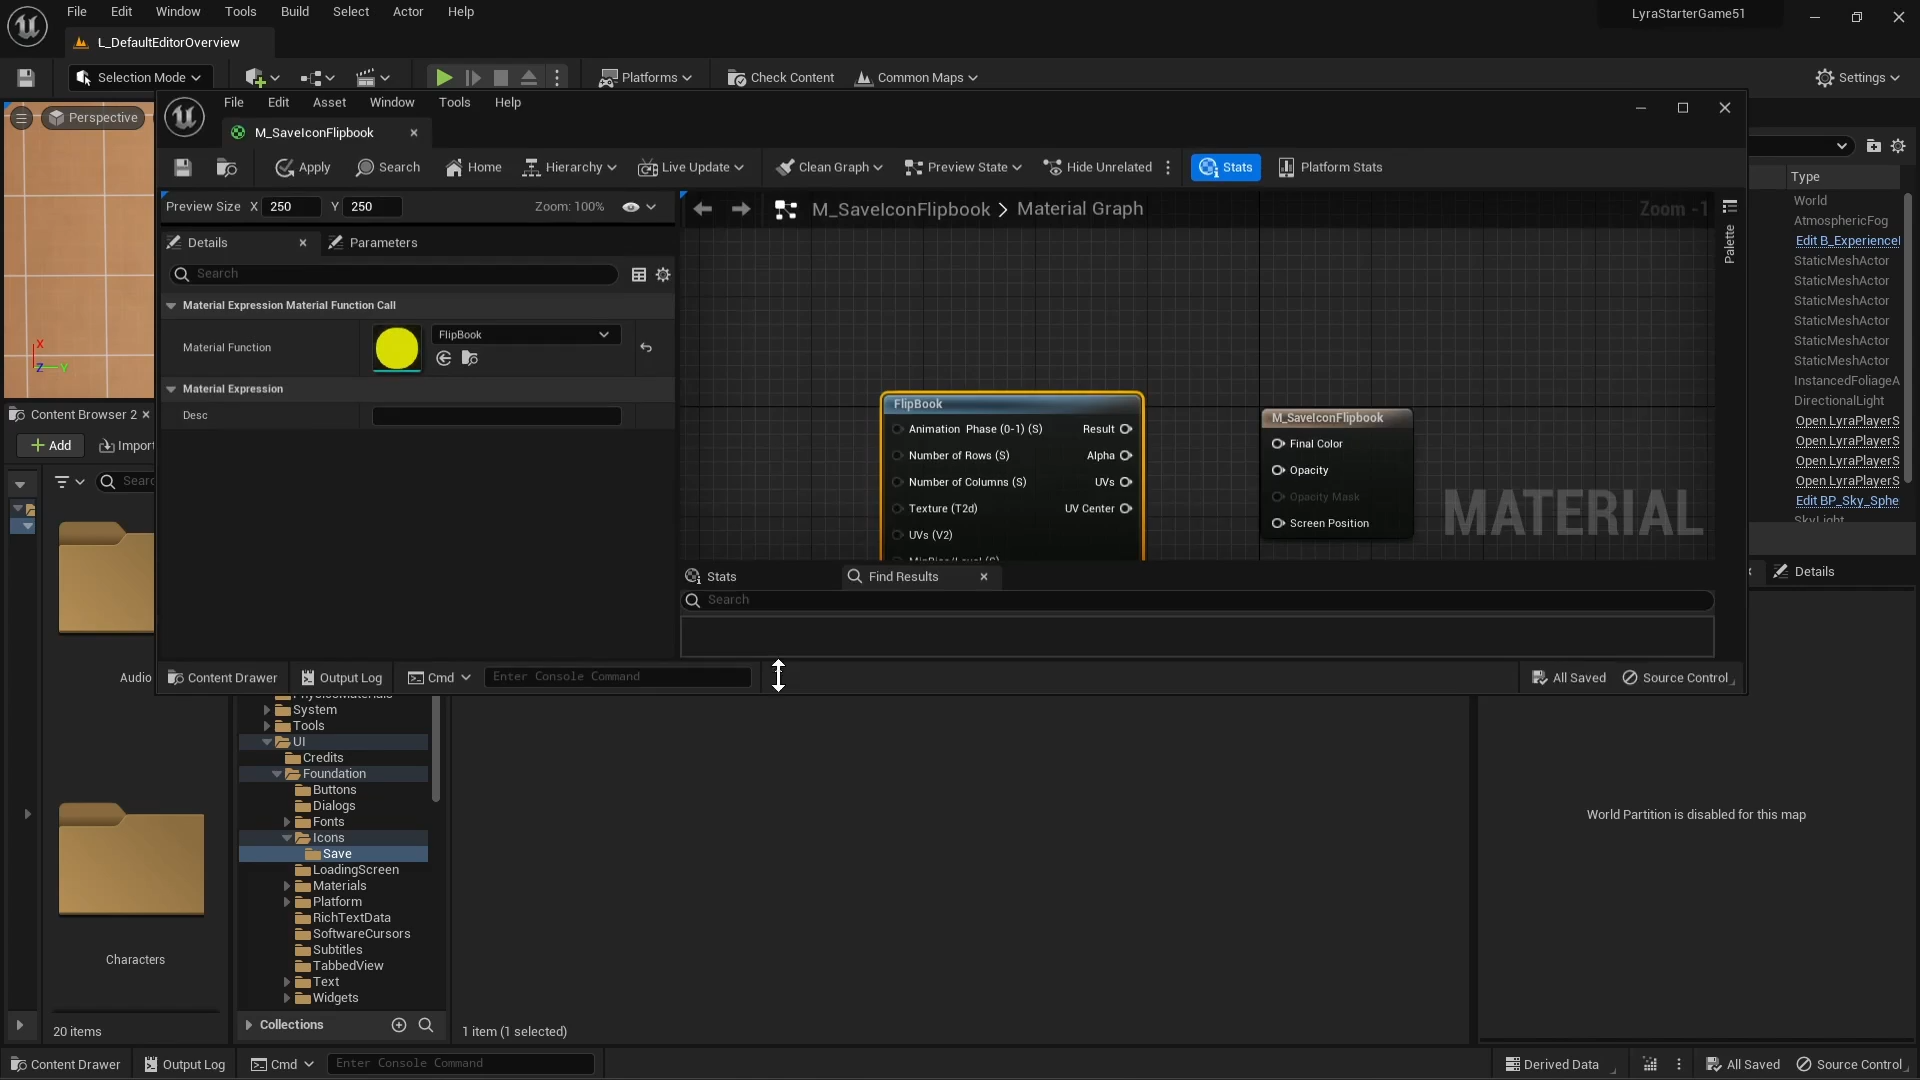 File Edit Window Tools Build Select Actor Help
LyraStarterGame51
L_DefaultEditorOverview
Selection Mode
Platforms
Check Content
Common Maps
Settings
Perspective
X
Z Y
File Edit Asset Window Tools Help
M_SaveIconFlipbook
Apply
Search
Home
Hierarchy
Live Update
Clean Graph
Preview State
Hide Unrelated
Stats
Platform Stats
Preview Size X 250 Y 250
Zoom: 100%
M_SaveIconFlipbook > Material Graph
Zoom -1
Palette
Details
Parameters
Search
Material Expression Material Function Call
Material Function
FlipBook
Material Expression
Desc
FlipBook
Animation Phase (0-1) (S)
Result
Number of Rows (S)
Alpha
Number of Columns (S)
UVs
Texture (T2d)
UV Center
UVs (V2)
M_SaveIconFlipbook
Final Color
Opacity
Opacity Mask
Screen Position
MATERIAL
Stats
Find Results
Search
Content Drawer
Output Log
Cmd
Enter Console Command
All Saved
Source Control
Type
World
AtmosphericFog
Edit B_Experience
StaticMeshActor
StaticMeshActor
StaticMeshActor
StaticMeshActor
StaticMeshActor
StaticMeshActor
InstancedFoliageA
DirectionalLight
Open LyraPlayerS
Open LyraPlayerS
Open LyraPlayerS
Open LyraPlayerS
Edit BP_Sky_Sphe
SkyLight
Details
World Partition is disabled for this map
Content Browser 2
Add
Import
Sear
Audio
Characters
20 items
System
Tools
UI
Credits
Foundation
Buttons
Dialogs
Fonts
Icons
Save
LoadingScreen
Materials
Platform
RichTextData
SoftwareCursors
Subtitles
TabbedView
Text
Widgets
Collections
1 item (1 selected)
Content Drawer
Output Log
Cmd
Enter Console Command
Derived Data
All Saved
Source Control